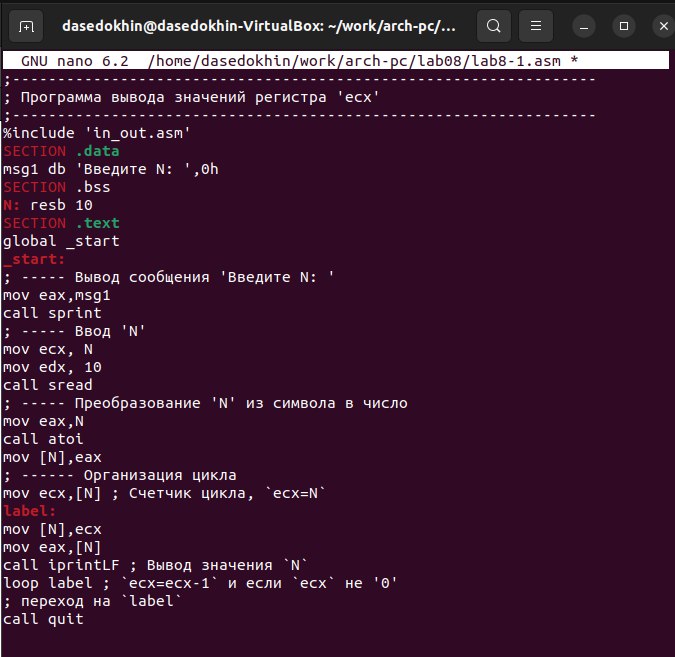 dasedokhin@dasedokhin-VirtualBox: ~/work/arch-pc/...
GNU nano 6.2 /home/dasedokhin/work/arch-pc/lab08/lab8-1.asm *
;-----------------------------------------------------------------
; Программа вывода значений регистра 'ecx'
;-----------------------------------------------------------------
%include 'in_out.asm'
SECTION .data
msg1 db 'Введите N: ',0h
SECTION .bss
N: resb 10
SECTION .text
global _start
_start:
; ----- Вывод сообщения 'Введите N: '
mov eax,msg1
call sprint
; ----- Ввод 'N'
mov ecx, N
mov edx, 10
call sread
; ----- Преобразование 'N' из символа в число
mov eax,N
call atoi
mov [N],eax
; ------ Организация цикла
mov ecx,[N] ; Счетчик цикла, `ecx=N`
label:
mov [N],ecx
mov eax,[N]
call iprintLF ; Вывод значения `N`
loop label ; `ecx=ecx-1` и если `ecx` не '0'
; переход на `label`
call quit